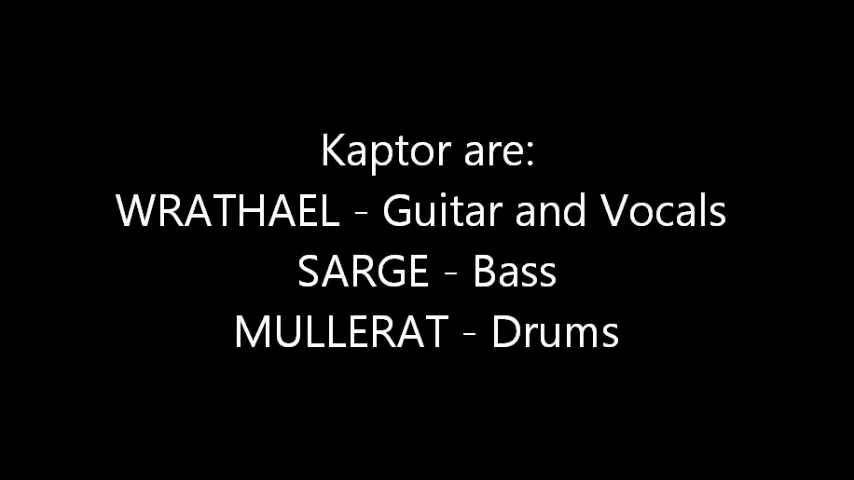 Kaptor are:
WRATHAEL - Guitar and Vocals
SARGE - Bass
MULLERAT - Drums